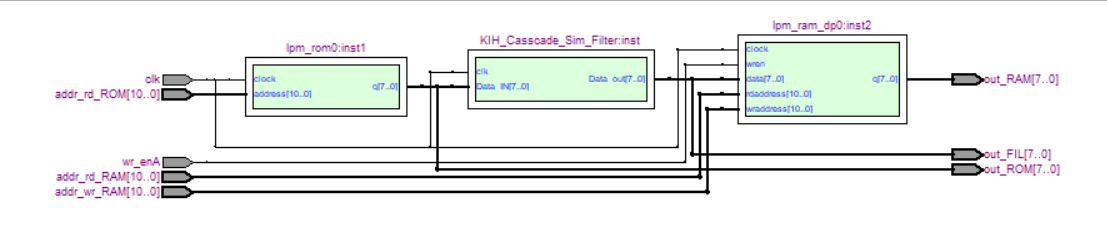 lpm_rom0:inst1
KIH_Casscade_Sim_Filter:inst
lpm_ram_dp0:inst2
clk
addr_rd_ROM[10..0]
clock
address[10..0]
q[7..0]
clk
Data_IN[7..0]
Data_out[7..0]
clock
wren
data[7..0]
rdaddress[10..0]
wraddress[10..0]
q[7..0]
out_RAM[7..0]
wr_enA
addr_rd_RAM[10..0]
addr_wr_RAM[10..0]
out_FIL[7..0]
out_ROM[7..0]